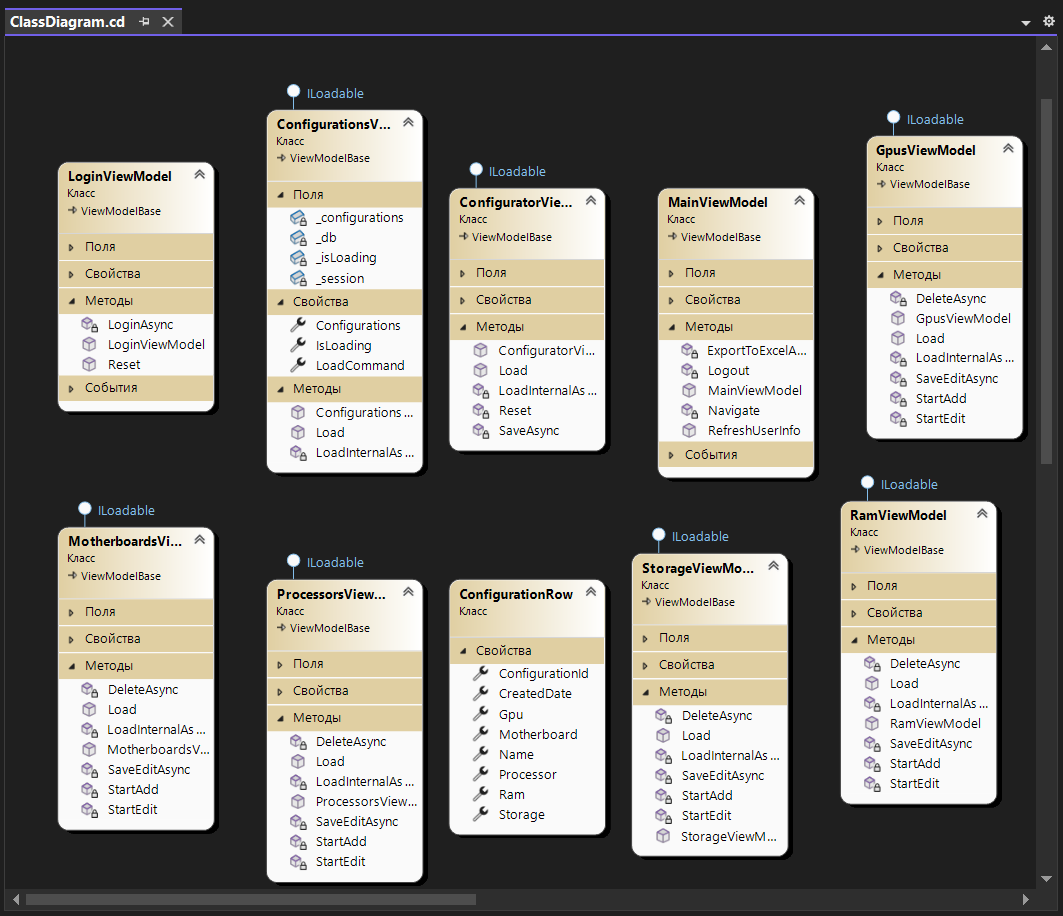 ClassDiagram.cd
LoginViewModel
Класс
ViewModelBase
Поля
Свойства
Методы
LoginAsync
LoginViewModel
Reset
События
ILoadable
ConfigurationsV...
Класс
ViewModelBase
Поля
_configurations
_db
_isLoading
_session
Свойства
Configurations
IsLoading
LoadCommand
Методы
Configurations ...
Load
LoadInternalAs ...
ILoadable
ConfiguratorVie...
Класс
ViewModelBase
Поля
Свойства
Методы
ConfiguratorVi...
Load
LoadInternalAs ...
Reset
SaveAsync
MainViewModel
Класс
ViewModelBase
Поля
Свойства
Методы
ExportToExcelA...
Logout
MainViewModel
Navigate
RefreshUserInfo
События
ILoadable
GpusViewModel
Класс
ViewModelBase
Поля
Свойства
Методы
DeleteAsync
GpusViewModel
Load
LoadInternalAs ...
SaveEditAsync
StartAdd
StartEdit
ILoadable
MotherboardsVi...
Класс
ViewModelBase
Поля
Свойства
Методы
DeleteAsync
Load
LoadInternalAs ...
MotherboardsV...
SaveEditAsync
StartAdd
StartEdit
ILoadable
ProcessorsView...
Класс
ViewModelBase
Поля
Свойства
Методы
DeleteAsync
Load
LoadInternalAs ...
ProcessorsView...
SaveEditAsync
StartAdd
StartEdit
ConfigurationRow
Класс
Свойства
ConfigurationId
CreatedDate
Gpu
Motherboard
Name
Processor
Ram
Storage
ILoadable
StorageViewMo...
Класс
ViewModelBase
Поля
Свойства
Методы
DeleteAsync
Load
LoadInternalAs ...
SaveEditAsync
StartAdd
StartEdit
StorageViewM...
ILoadable
RamViewModel
Класс
ViewModelBase
Поля
Свойства
Методы
DeleteAsync
Load
LoadInternalAs ...
RamViewModel
SaveEditAsync
StartAdd
StartEdit